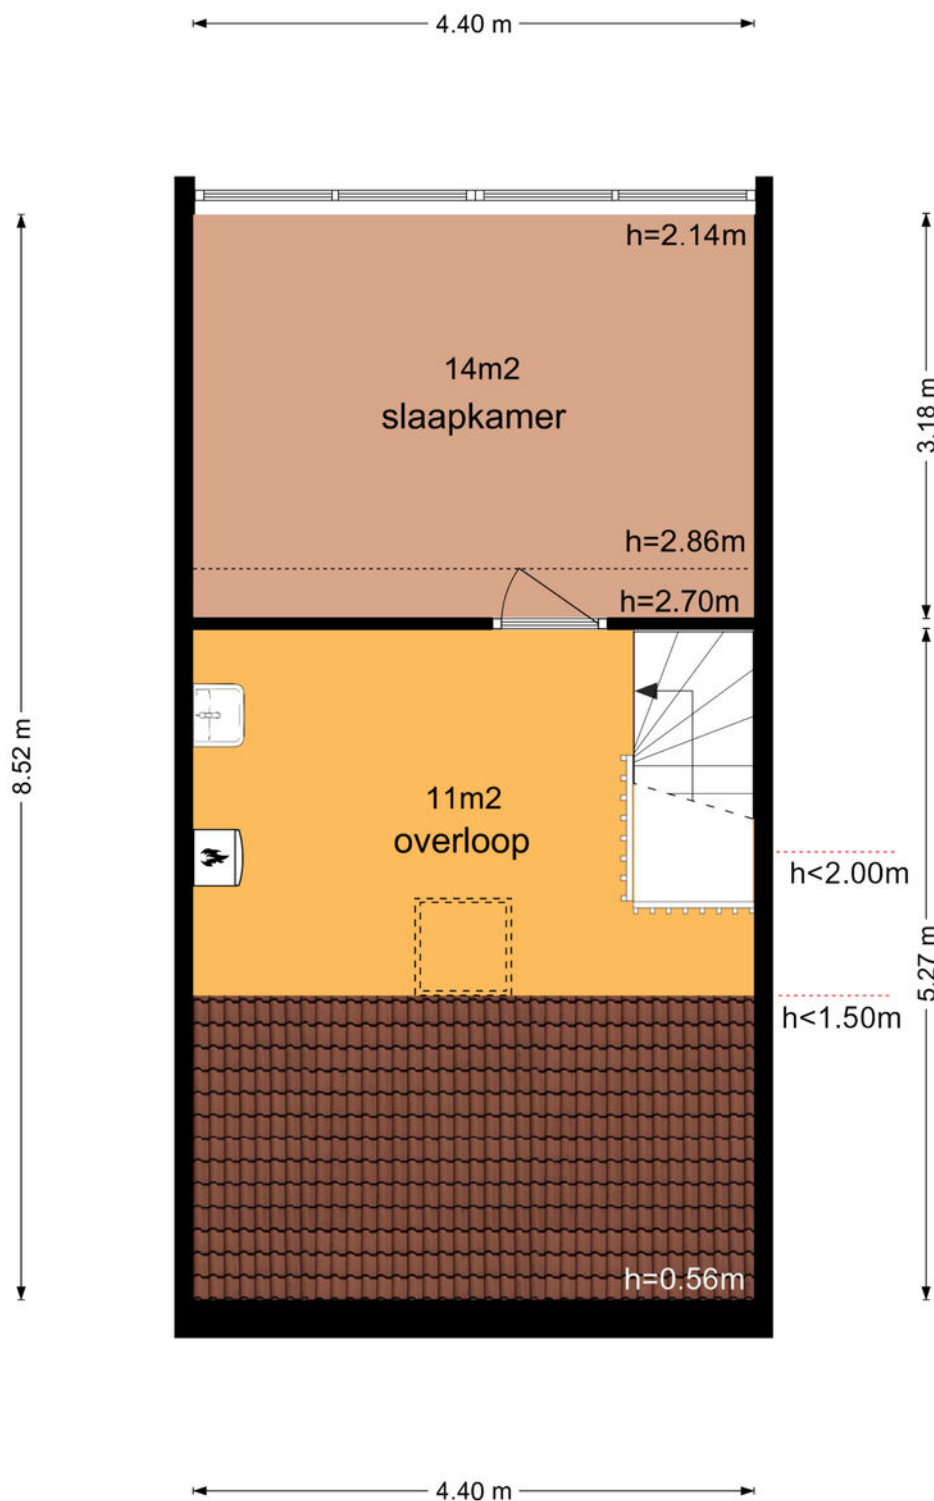 4.40 m
h=2.14m
14m2
slaapkamer
3.18 m
h=2.86m
h=2.70m
8.52 m
11m2
overloop
h<2.00m
5.27 m
h<1.50m
h=0.56m
4.40 m